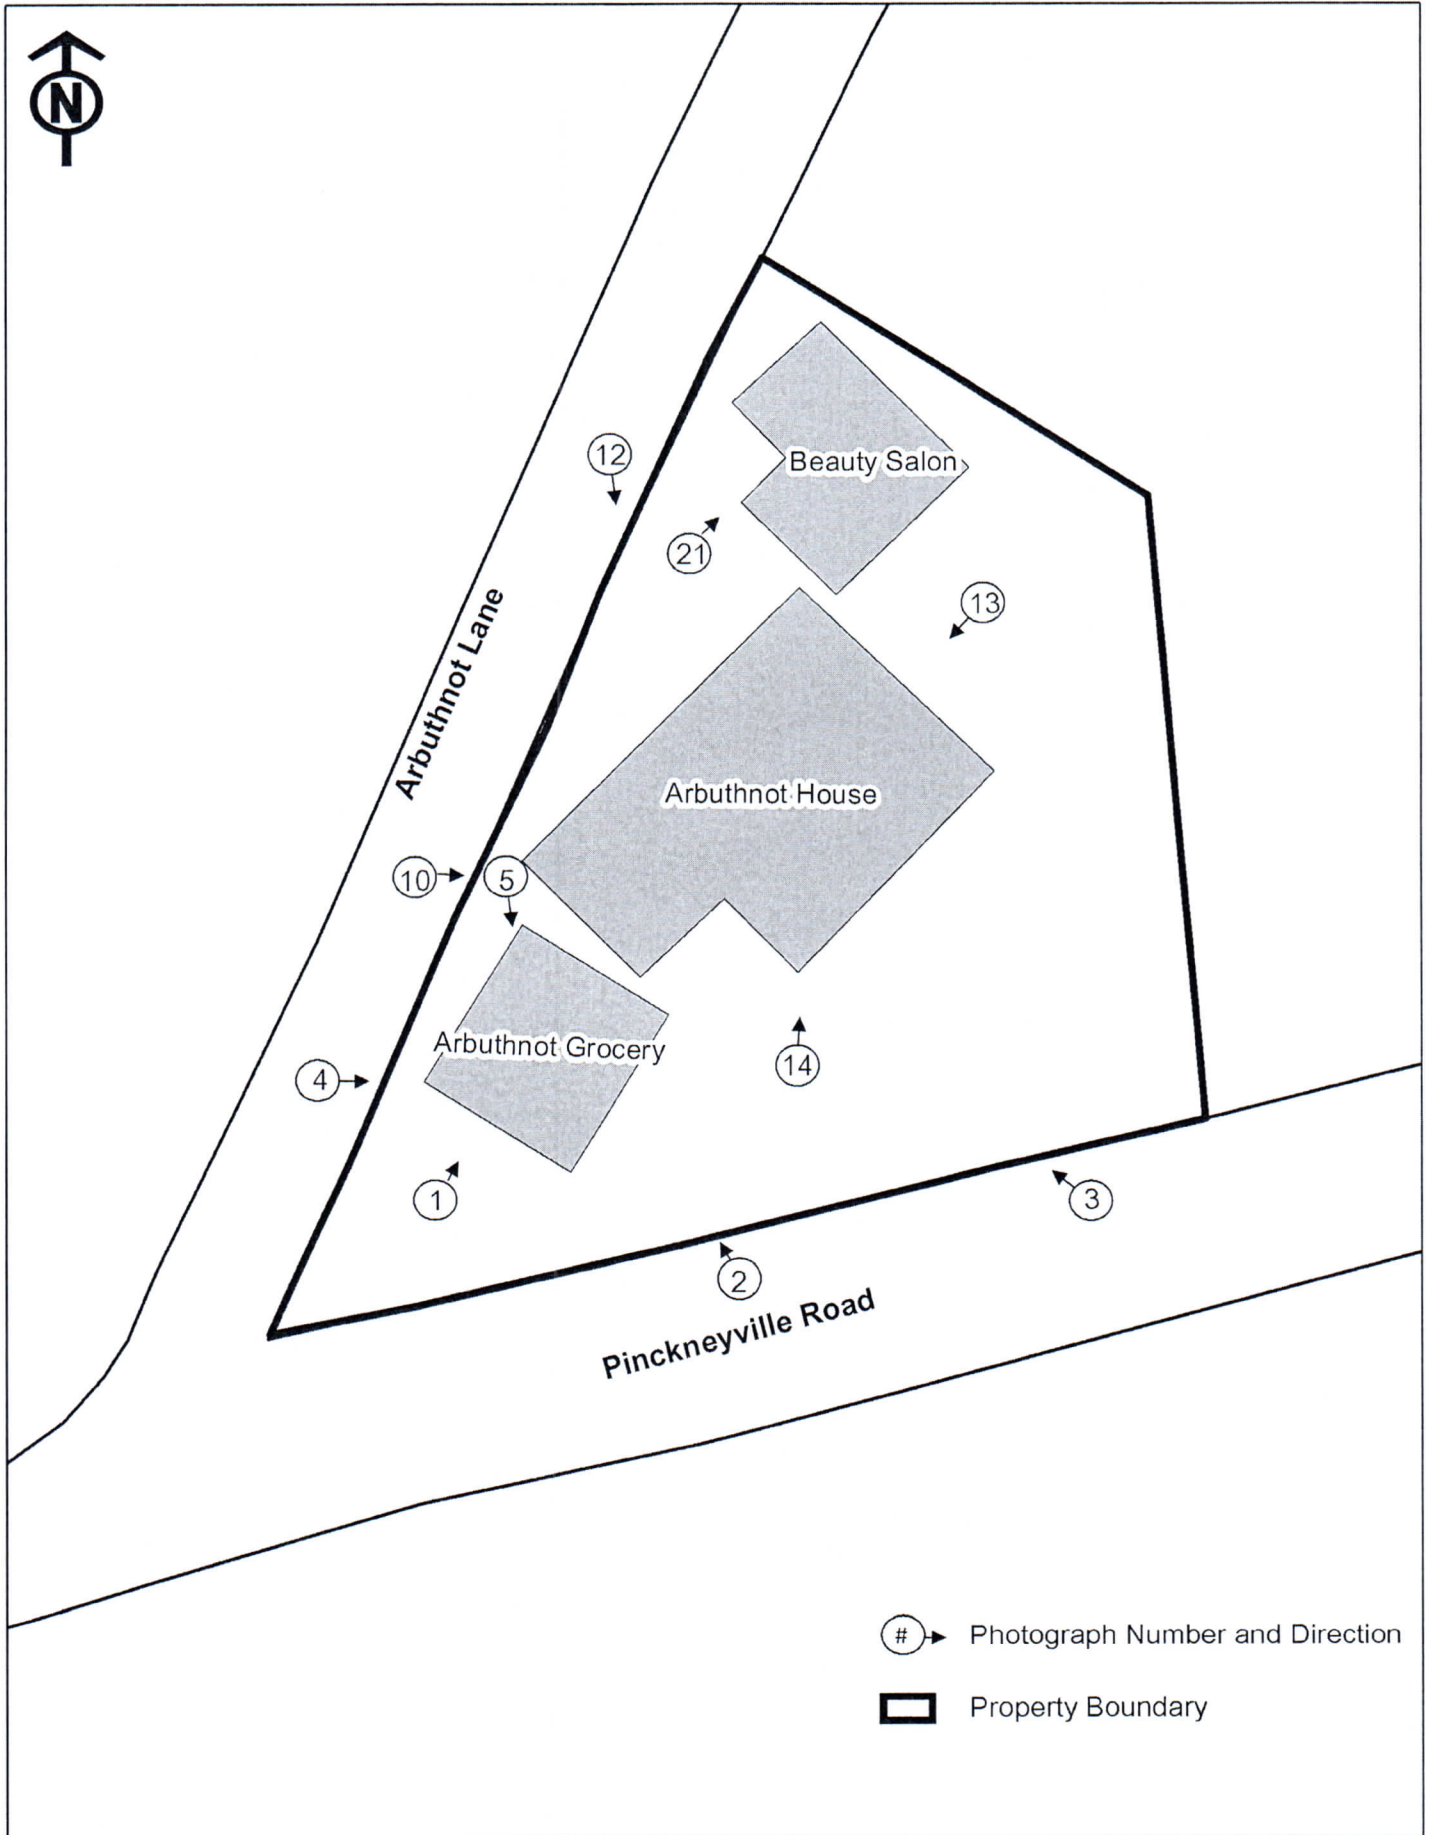 N
12
Beauty Salon
21
13
Arbuthnot Lane
Arbuthnot House
10
5
Arbuthnot Grocery
4
14
1
3
2
Pinckneyville Road
# Photograph Number and Direction
Property Boundary